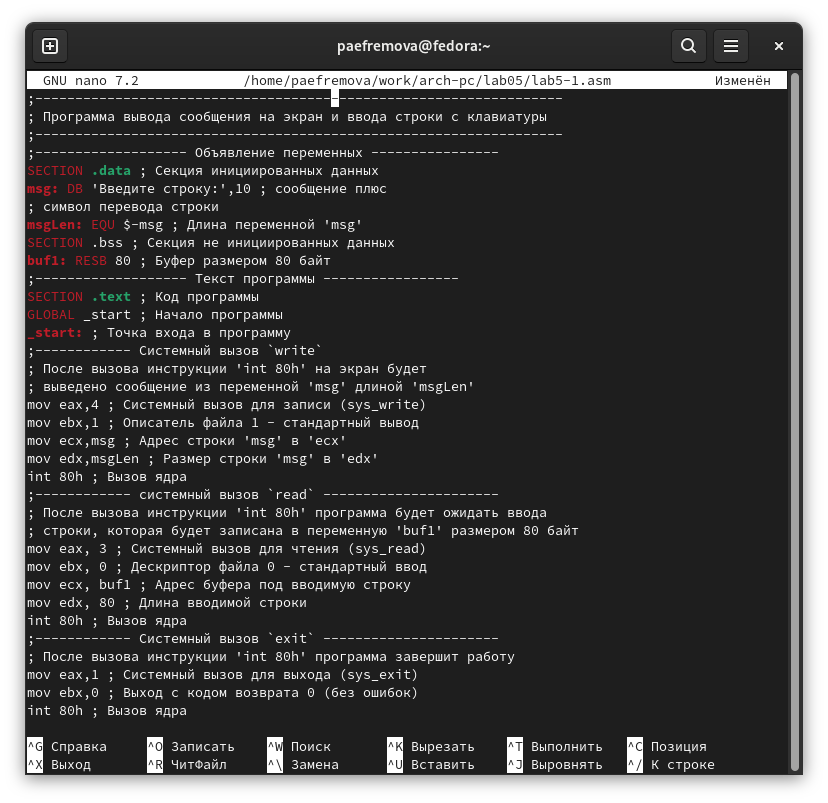 paefremova@fedora:~
GNU nano 7.2 /home/paefremova/work/arch-pc/lab05/lab5-1.asm Изменён
;------------------------------------------------------------------
; Программа вывода сообщения на экран и ввода строки с клавиатуры
;------------------------------------------------------------------
;------------------- Объявление переменных ----------------
SECTION .data ; Секция инициированных данных
msg: DB 'Введите строку:',10 ; сообщение плюс
; символ перевода строки
msgLen: EQU $-msg ; Длина переменной 'msg'
SECTION .bss ; Секция не инициированных данных
buf1: RESB 80 ; Буфер размером 80 байт
;------------------- Текст программы -----------------
SECTION .text ; Код программы
GLOBAL _start ; Начало программы
_start: ; Точка входа в программу
;------------ Системный вызов `write`
; После вызова инструкции 'int 80h' на экран будет
; выведено сообщение из переменной 'msg' длиной 'msgLen'
mov eax,4 ; Системный вызов для записи (sys_write)
mov ebx,1 ; Описатель файла 1 - стандартный вывод
mov ecx,msg ; Адрес строки 'msg' в 'ecx'
mov edx,msgLen ; Размер строки 'msg' в 'edx'
int 80h ; Вызов ядра
;------------ системный вызов `read` ----------------------
; После вызова инструкции 'int 80h' программа будет ожидать ввода
; строки, которая будет записана в переменную 'buf1' размером 80 байт
mov eax, 3 ; Системный вызов для чтения (sys_read)
mov ebx, 0 ; Дескриптор файла 0 - стандартный ввод
mov ecx, buf1 ; Адрес буфера под вводимую строку
mov edx, 80 ; Длина вводимой строки
int 80h ; Вызов ядра
;------------ Системный вызов `exit` ----------------------
; После вызова инструкции 'int 80h' программа завершит работу
mov eax,1 ; Системный вызов для выхода (sys_exit)
mov ebx,0 ; Выход с кодом возврата 0 (без ошибок)
int 80h ; Вызов ядра
^G Справка ^O Записать ^W Поиск ^K Вырезать ^T Выполнить ^C Позиция
^X Выход ^R ЧитФайл ^\ Замена ^U Вставить ^J Выровнять ^/ К строке